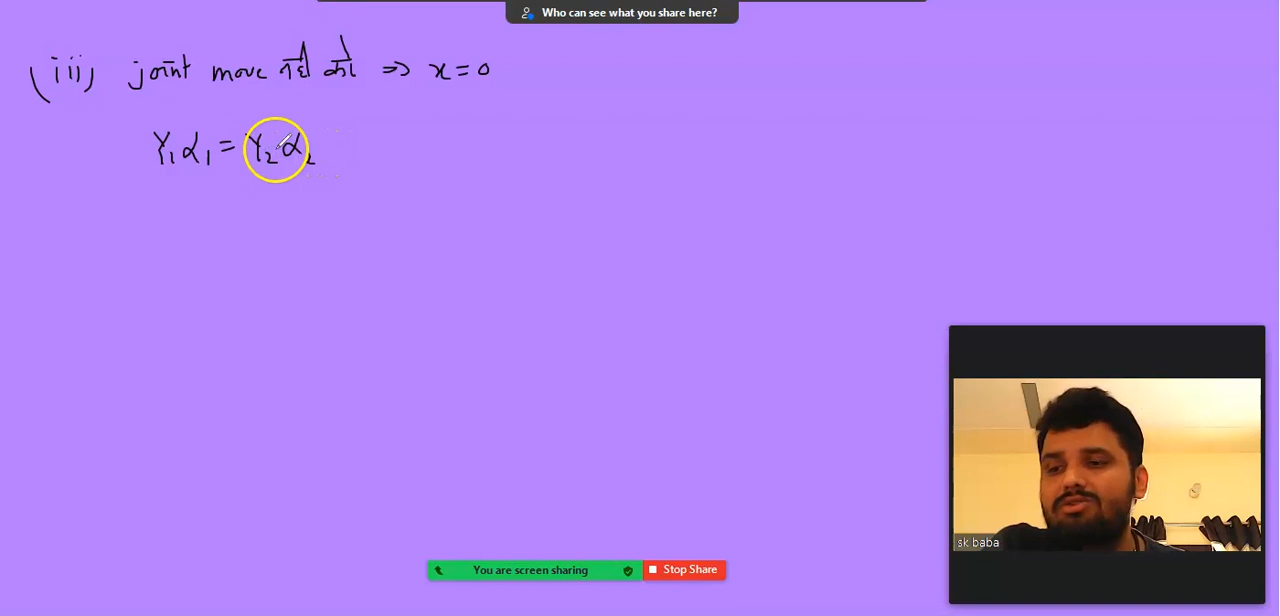 Who can see what you share here?
(iii) joint move नही करेगा ⇒ x = 0
Y₁α₁ = Y₂α₂
sk baba
You are screen sharing
Stop Share